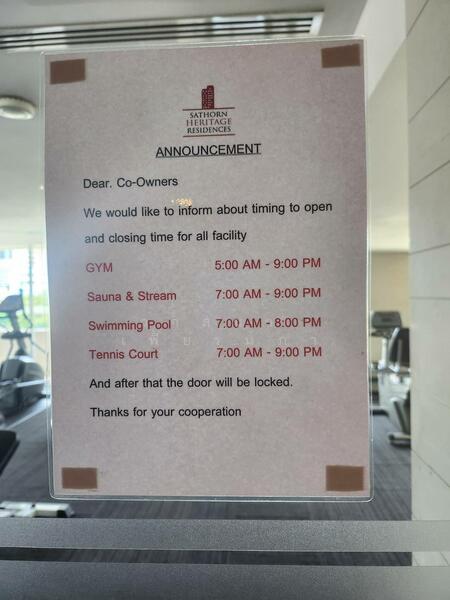 SATHORN
HERITAGE
RESIDENCES
ANNOUNCEMENT
Dear. Co-Owners
We would like to inform about timing to open
and closing time for all facility
GYM 5:00 AM - 9:00 PM
Sauna & Stream 7:00 AM - 9:00 PM
Swimming Pool 7:00 AM - 8:00 PM
Tennis Court 7:00 AM - 9:00 PM
And after that the door will be locked.
Thanks for your cooperation